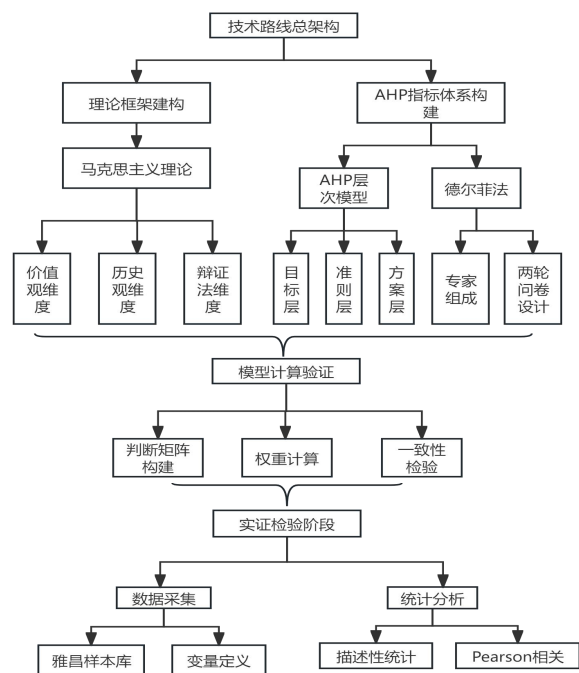 技术路线总架构
理论框架建构
AHP指标体系构
建
马克思主义理论
AHP层
次模型
德尔菲法
价值
观维
度
历史
观维
度
辩证
法维
度
目
标
层
准
则
层
方
案
层
专家
组成
两轮
问卷
设计
模型计算验证
判断矩阵
构建
权重计算
一致性
检验
实证检验阶段
数据采集
统计分析
雅昌样本库
变量定义
描述性统计
Pearson相关